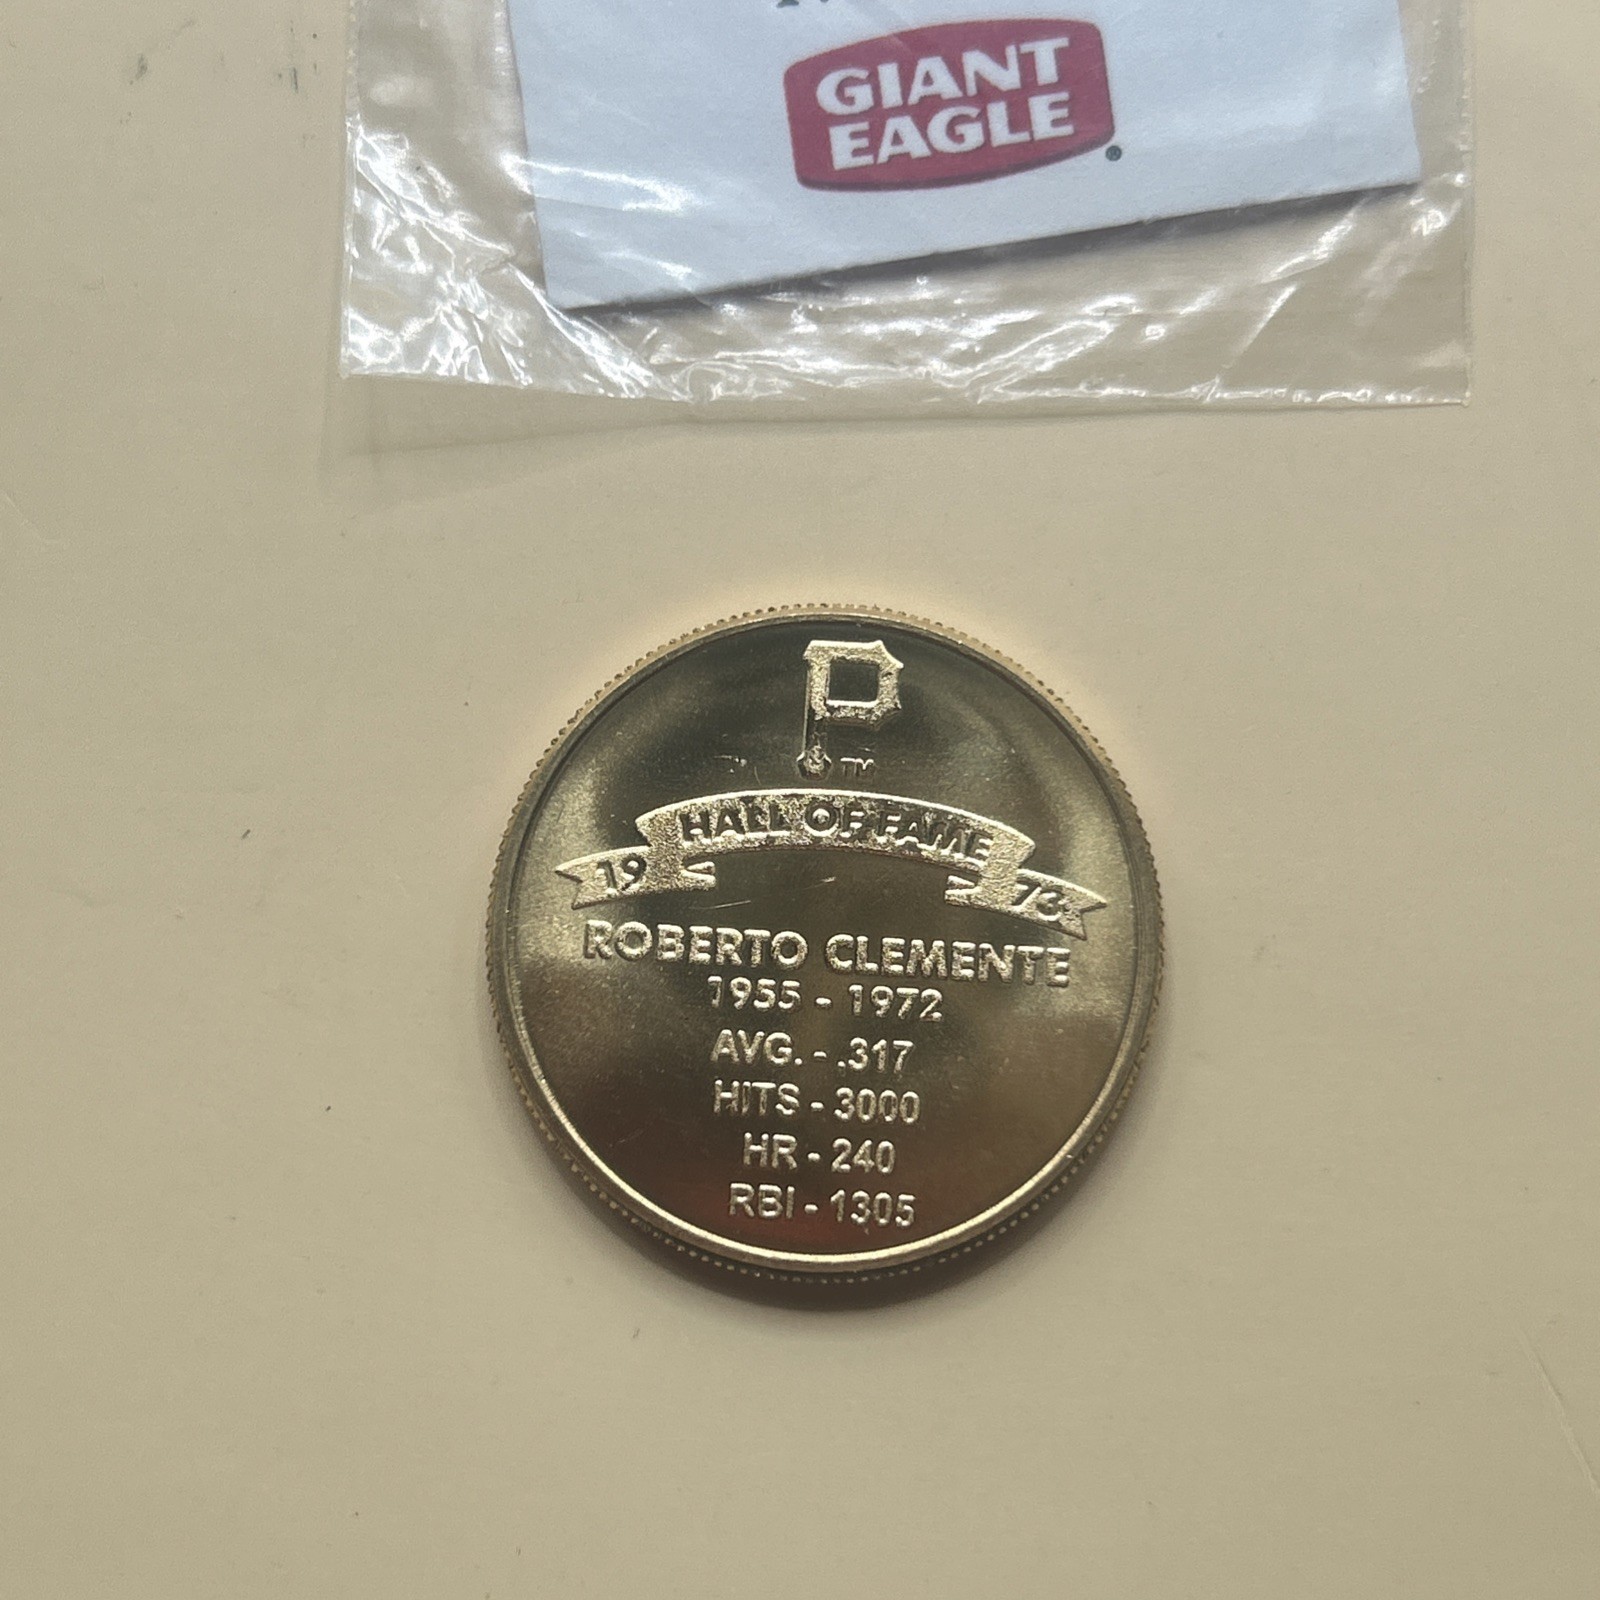 GIANT
EAGLE
®
P
TM
HALL OF FAME
19 73
ROBERTO CLEMENTE
1955 - 1972
AVG. - .317
HITS - 3000
HR - 240
RBI - 1305